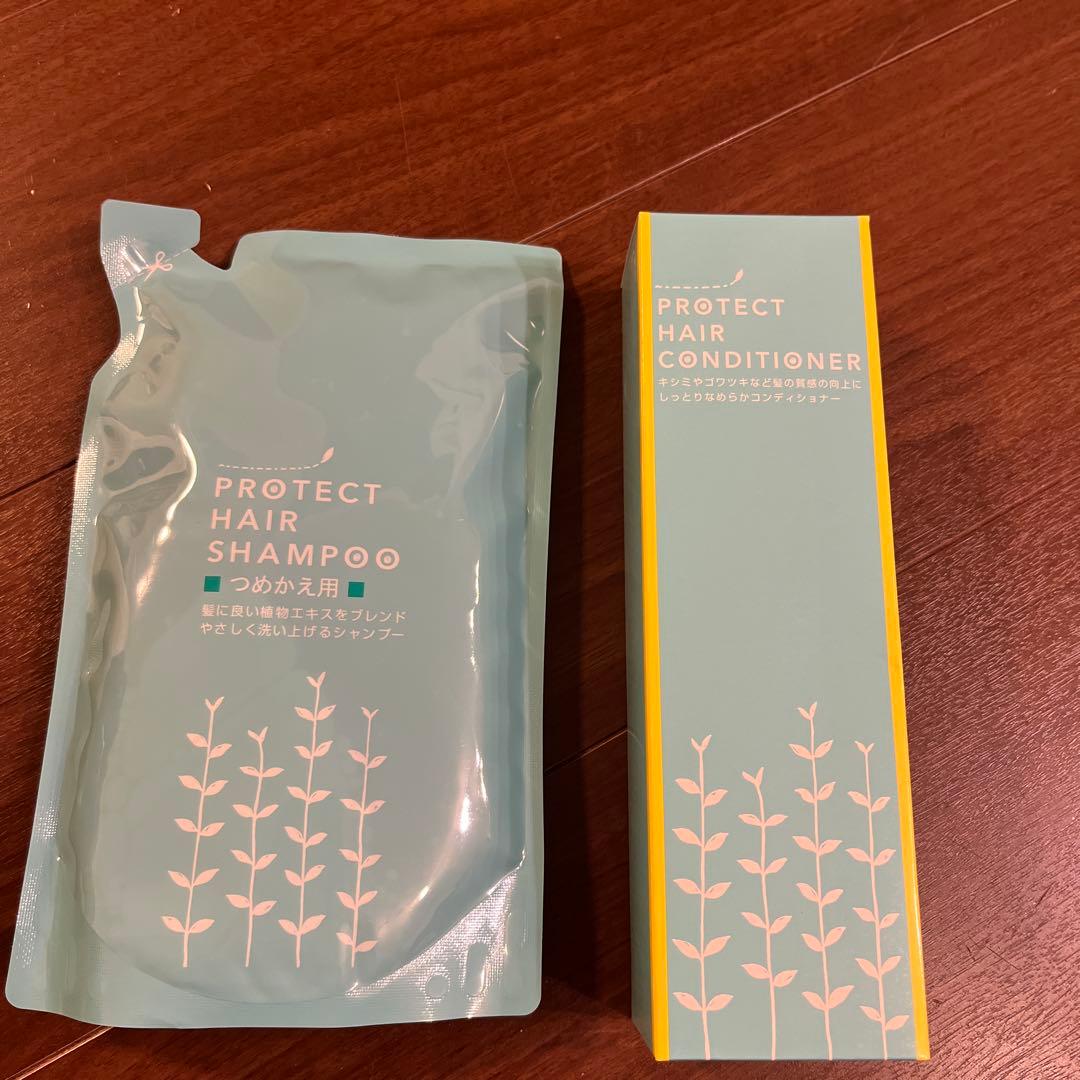 PROTECT
HAIR
SHAMPOO
■ つめかえ用 ■
髪に良い植物エキスをブレンド
やさしく洗い上げるシャンプー
PROTECT
HAIR
CONDITIONER
キシミやゴワツキなど髪の質感の向上に
しっとりなめらかコンディショナー